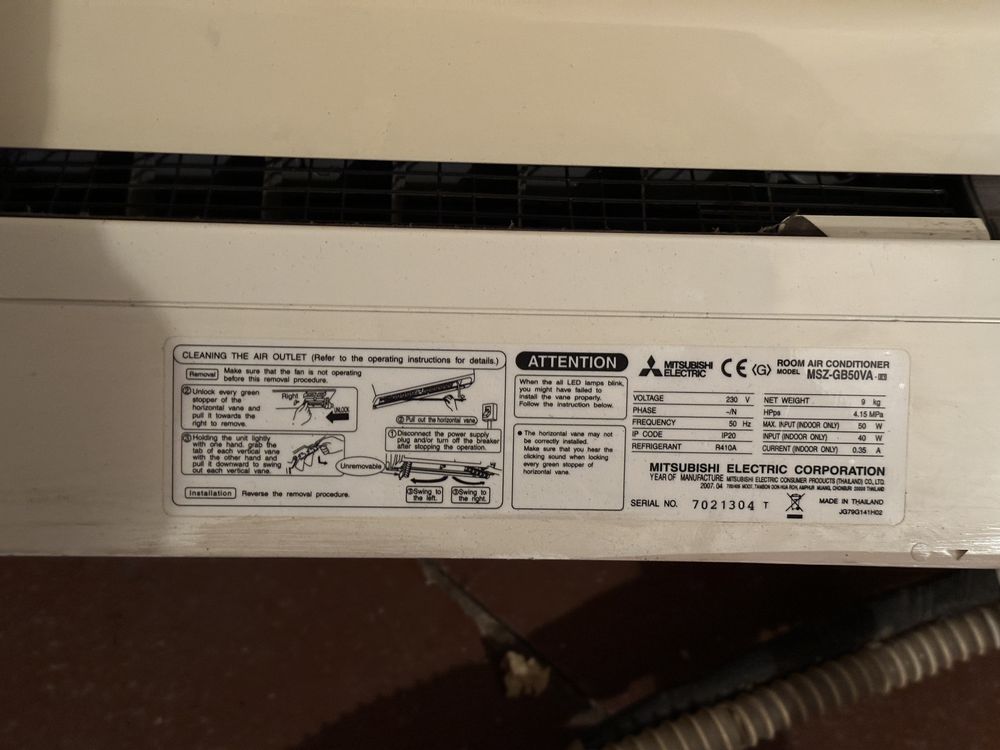 CLEANING THE AIR OUTLET (Refer to the operating instructions for details.)
Removal Make sure that the fan is not operating
before this removal procedure.
② Unlock every green
stopper of the
horizontal vane and
pull it towards the
right to remove.
Right
UNLOCK
② Pull out the horizontal vane.
① Disconnect the power supply
plug and/or turn off the breaker
after stopping the operation.
③ Holding the unit lightly
with one hand, grab the
tab of each vertical vane
with the other hand and
pull it downward to swing
out each vertical vane.
Unremovable
③ Swing to
the left.
③ Swing to
the right.
Installation Reverse the removal procedure.
ATTENTION
When the all LED lamps blink,
you might have failed to
install the vane properly.
Follow the instruction below.
● The horizontal vane may not
be correctly installed.
Make sure that you hear the
clicking sound when locking
every green stopper of
horizontal vane.
MITSUBISHI
ELECTRIC
CE
⟨G⟩
ROOM AIR CONDITIONER
MODEL MSZ-GB50VA
VOLTAGE 230 V
PHASE ~/N
FREQUENCY 50 Hz
IP CODE IP20
REFRIGERANT R410A
NET WEIGHT 9 kg
HPps 4.15 MPa
MAX. INPUT (INDOOR ONLY) 50 W
INPUT (INDOOR ONLY) 40 W
CURRENT (INDOOR ONLY) 0.35 A
MITSUBISHI ELECTRIC CORPORATION
YEAR OF MANUFACTURE MITSUBISHI ELECTRIC CONSUMER PRODUCTS (THAILAND) CO., LTD.
2007. 04
SERIAL NO. 7021304 T
MADE IN THAILAND
JG79G141H02